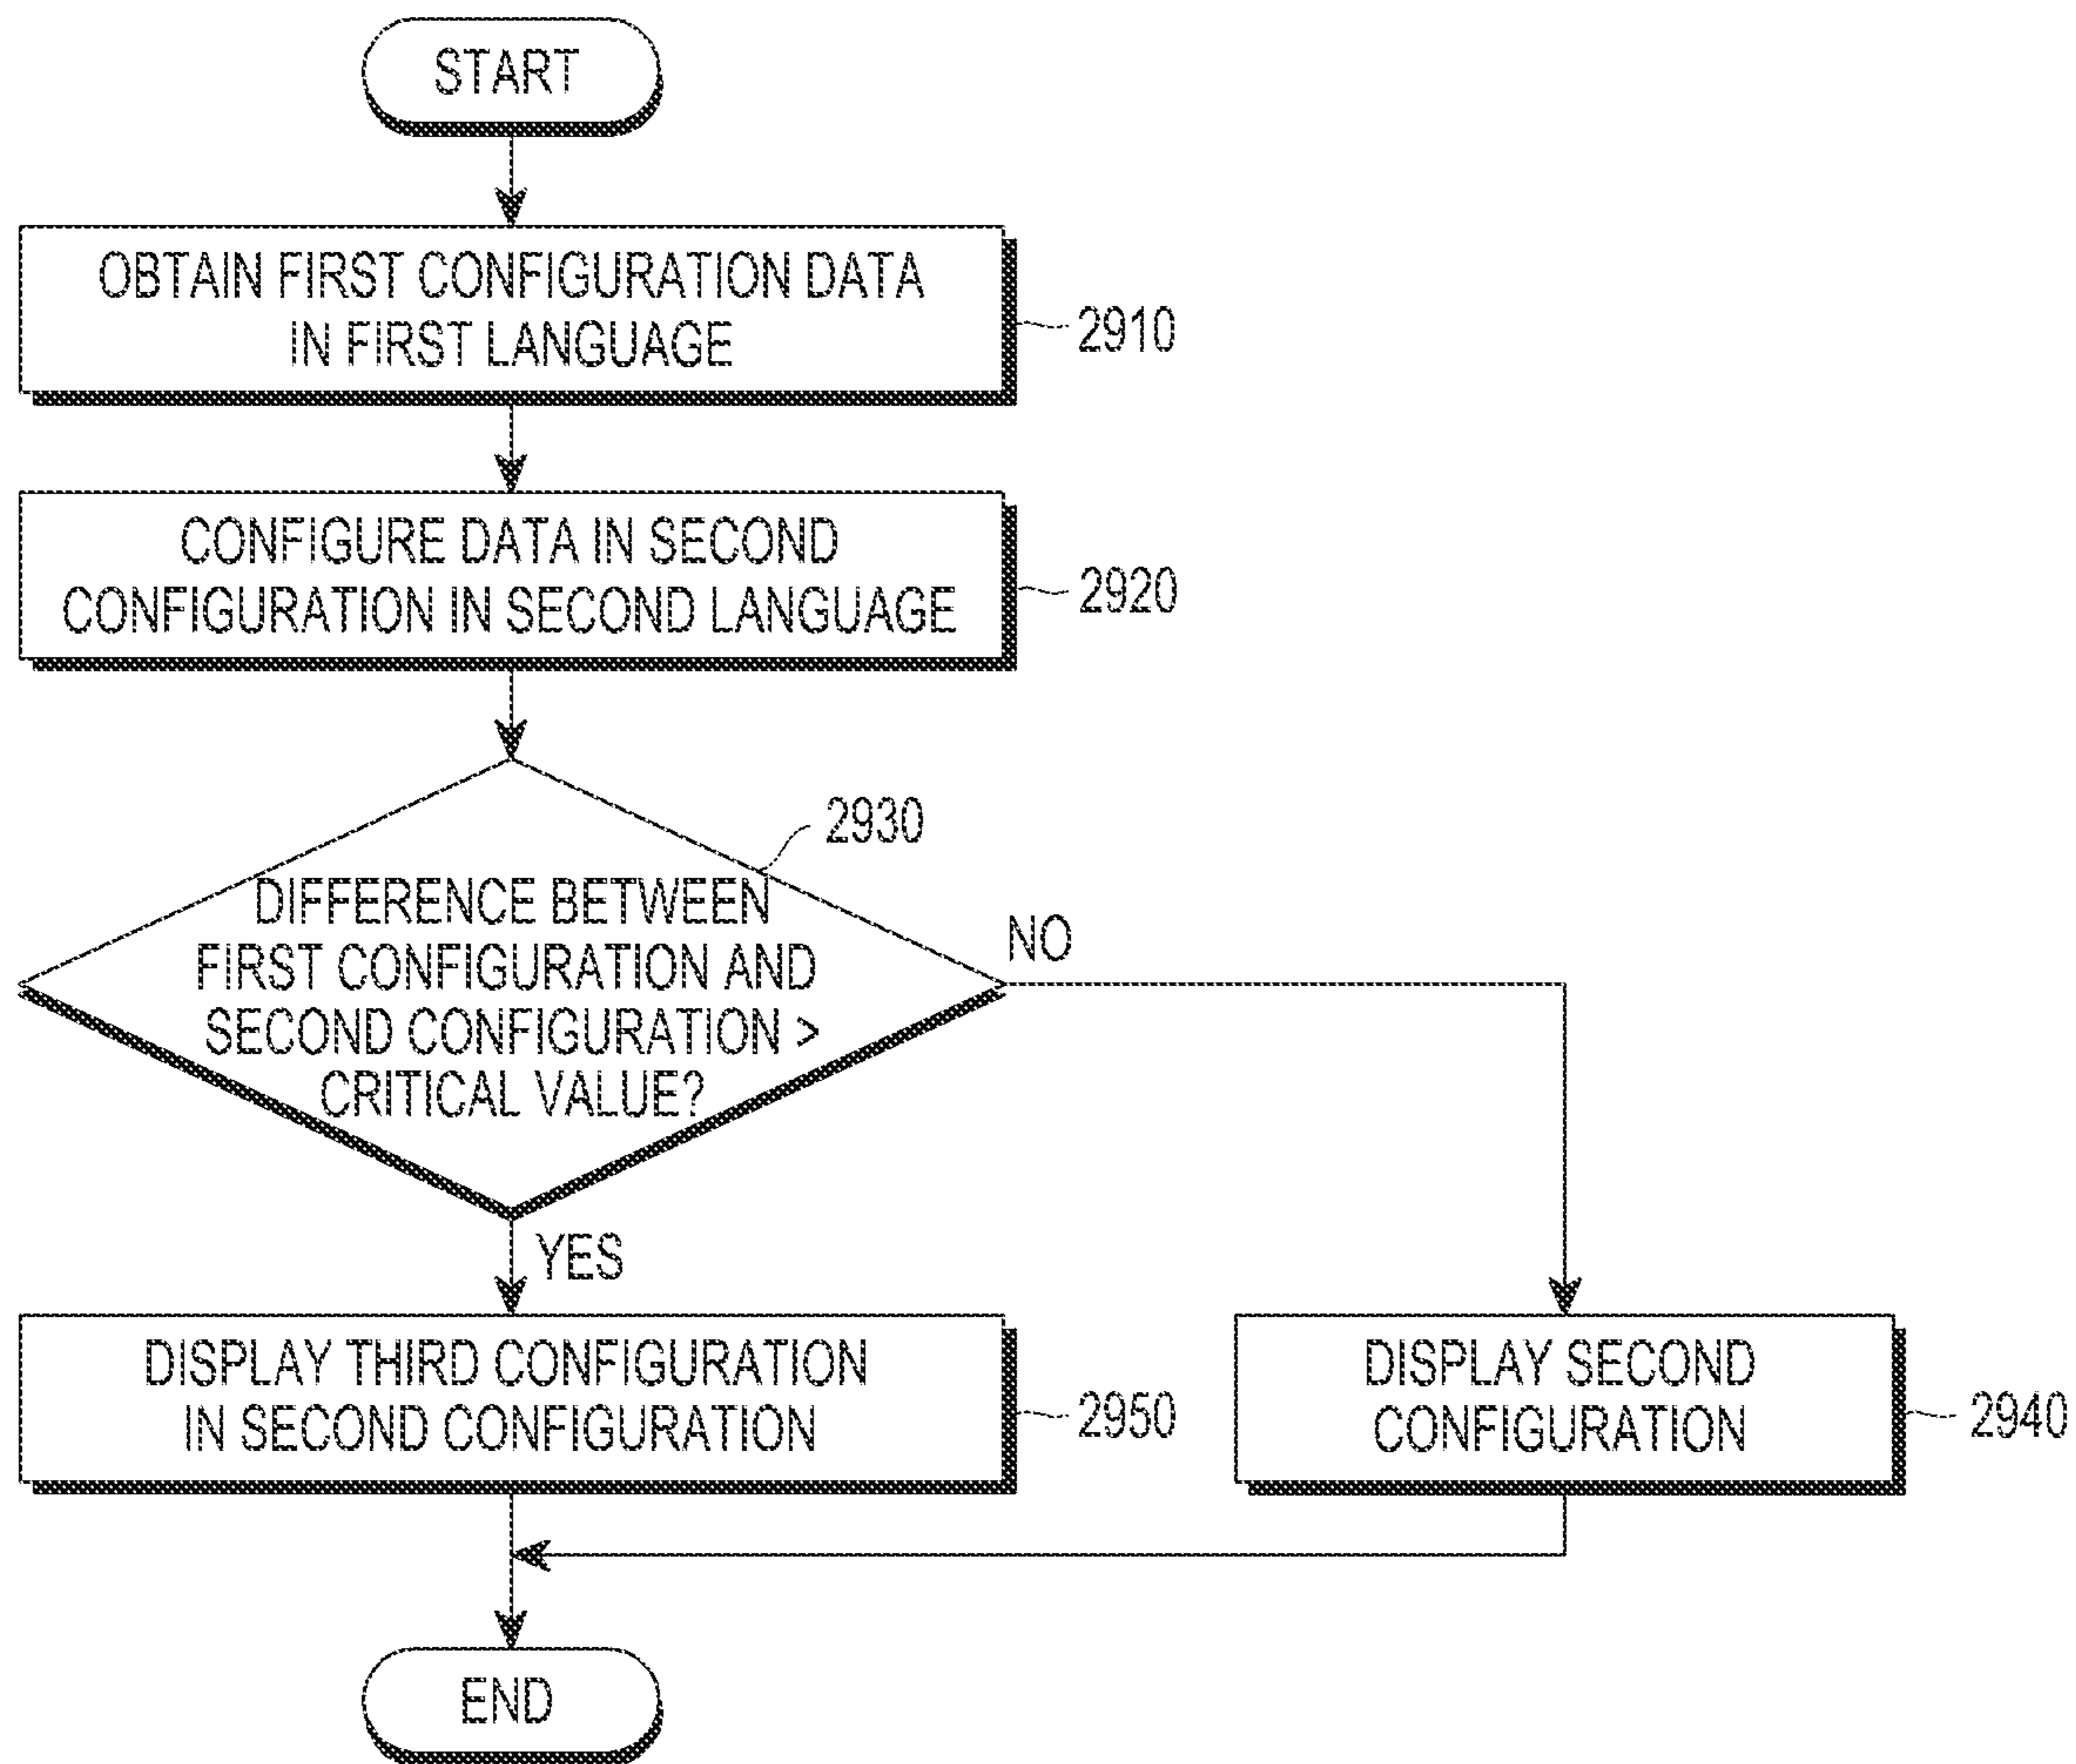 START
OBTAIN FIRST CONFIGURATION DATA
IN FIRST LANGUAGE
2910
CONFIGURE DATA IN SECOND
CONFIGURATION IN SECOND LANGUAGE
2920
2930
DIFFERENCE BETWEEN
FIRST CONFIGURATION AND
SECOND CONFIGURATION >
CRITICAL VALUE?
NO
YES
DISPLAY THIRD CONFIGURATION
IN SECOND CONFIGURATION
2950
DISPLAY SECOND
CONFIGURATION
2940
END